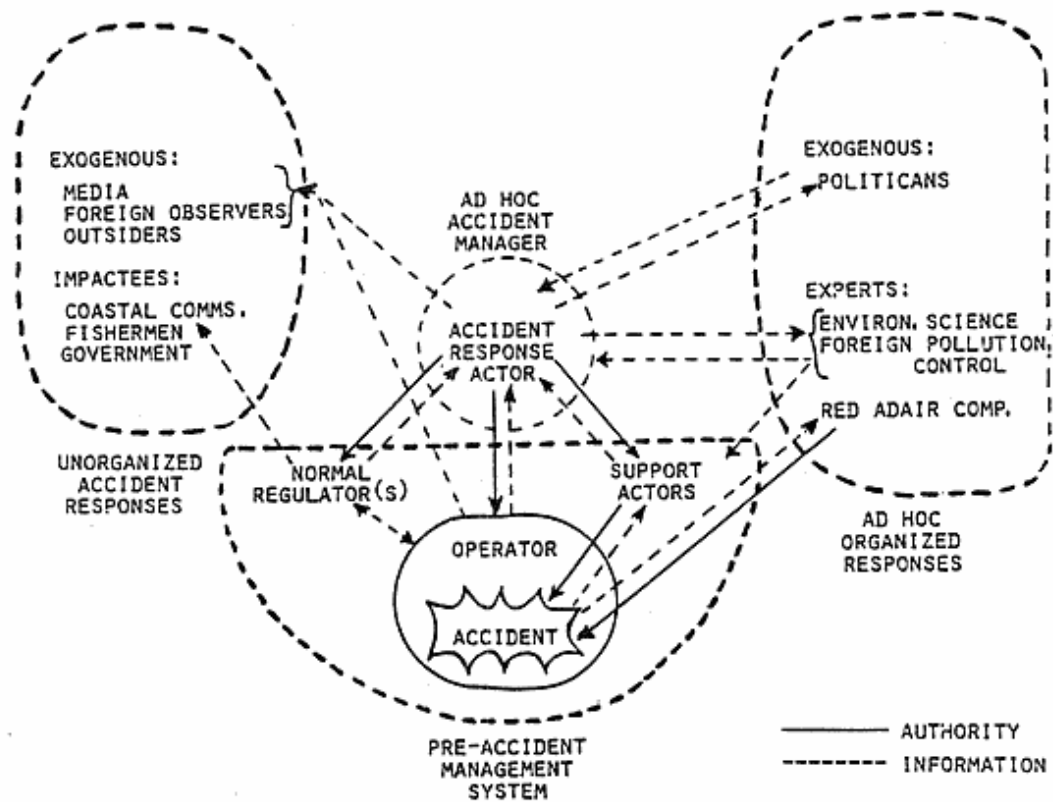 EXOGENOUS:
MEDIA
FOREIGN OBSERVERS
OUTSIDERS
IMPACTEES:
COASTAL COMMS.
FISHERMEN
GOVERNMENT
UNORGANIZED
ACCIDENT
RESPONSES
AD HOC
ACCIDENT
MANAGER
ACCIDENT
RESPONSE
ACTOR
NORMAL
REGULATOR(S)
SUPPORT
ACTORS
OPERATOR
ACCIDENT
PRE-ACCIDENT
MANAGEMENT
SYSTEM
EXOGENOUS:
POLITICANS
EXPERTS:
ENVIRON. SCIENCE
FOREIGN POLLUTION.
CONTROL
RED ADAIR COMP.
AD HOC
ORGANIZED
RESPONSES
AUTHORITY
INFORMATION